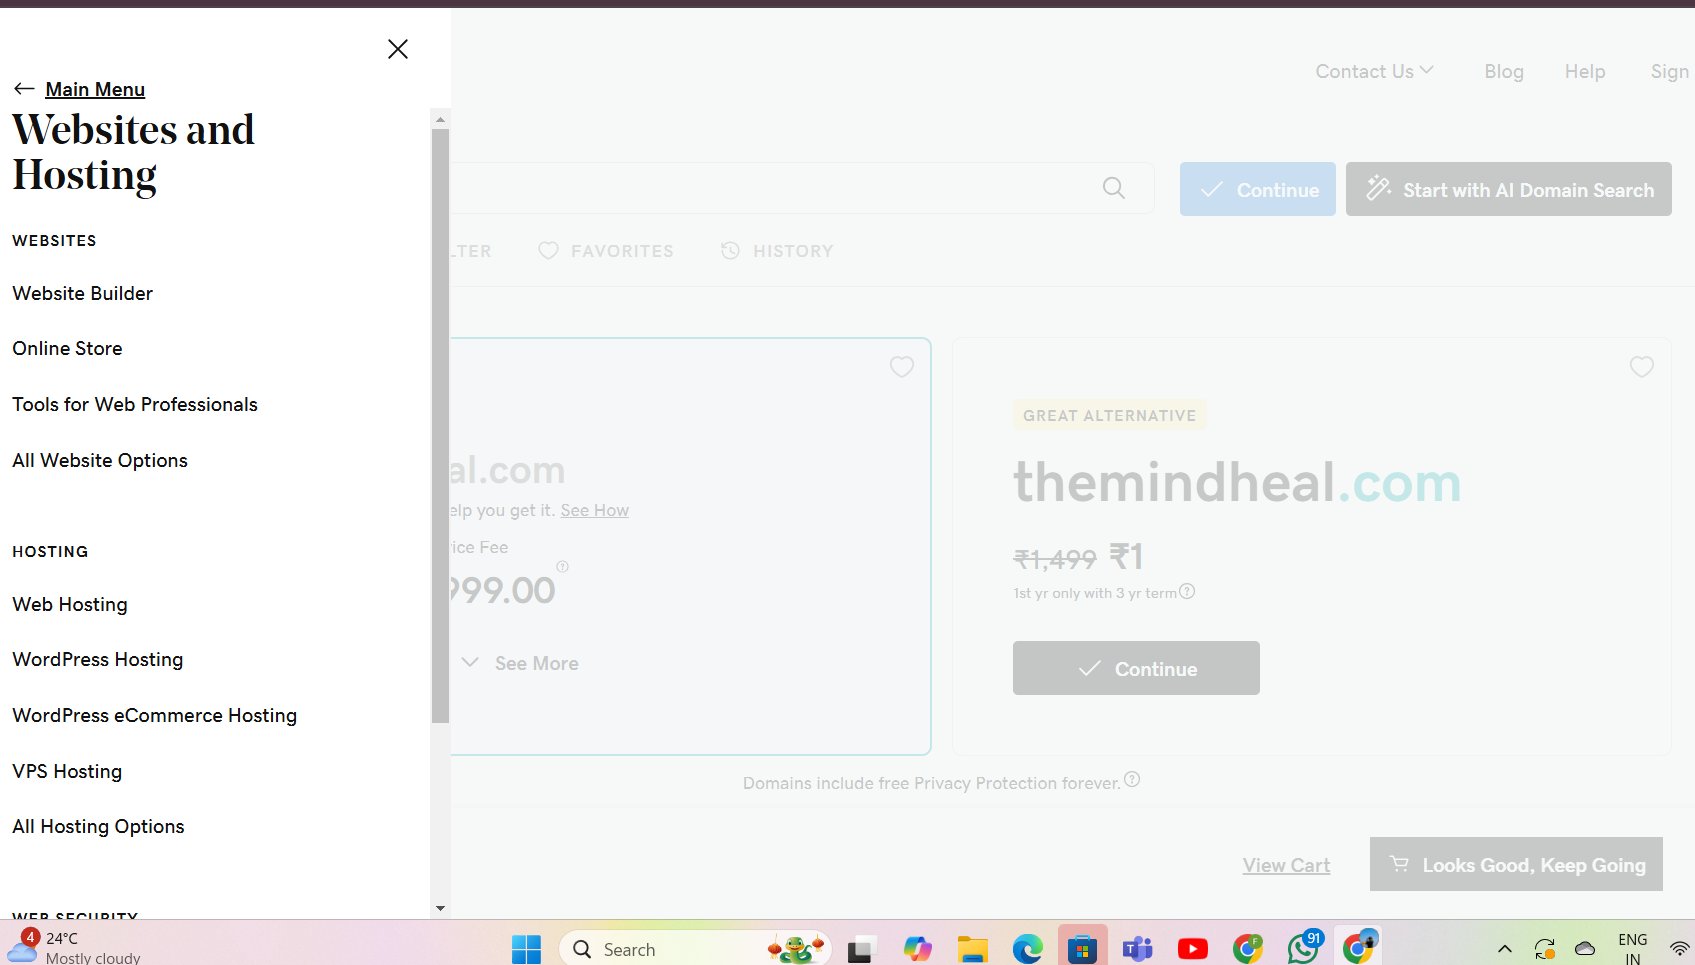 Main Menu
Websites and
Hosting
WEBSITES
Website Builder
Online Store
Tools for Web Professionals
All Website Options
HOSTING
Web Hosting
WordPress Hosting
WordPress eCommerce Hosting
VPS Hosting
All Hosting Options
WEB SECURITY
Contact Us
Blog
Help
Sign
Continue
Start with AI Domain Search
LTER
FAVORITES
HISTORY
al.com
elp you get it. See How
ice Fee
999.00
See More
GREAT ALTERNATIVE
themindheal.com
₹1,499 ₹1
1st yr only with 3 yr term
Continue
Domains include free Privacy Protection forever.
View Cart
Looks Good, Keep Going
4
24°C
Mostly cloudy
Search
F
91
ENG
IN